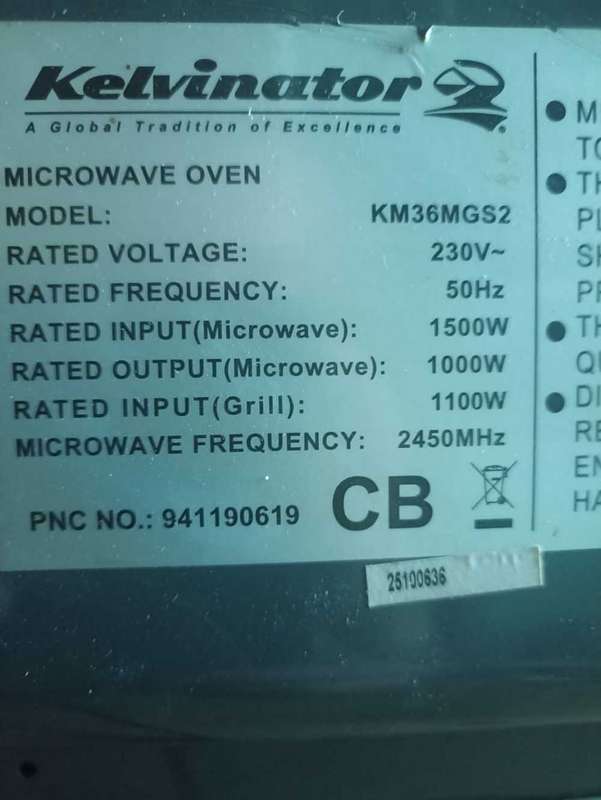 Kelvinator
A Global Tradition of Excellence
MICROWAVE OVEN
MODEL: KM36MGS2
RATED VOLTAGE: 230V~
RATED FREQUENCY: 50Hz
RATED INPUT(Microwave): 1500W
RATED OUTPUT(Microwave): 1000W
RATED INPUT(Grill): 1100W
MICROWAVE FREQUENCY: 2450MHz
PNC NO.: 941190619 CB
25100636